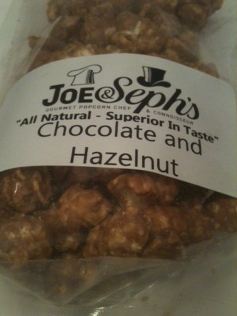 JOE & Seph's
GOURMET POPCORN CHEF & CONNOISSEUR
"All Natural - Superior In Taste"
Chocolate and
Hazelnut